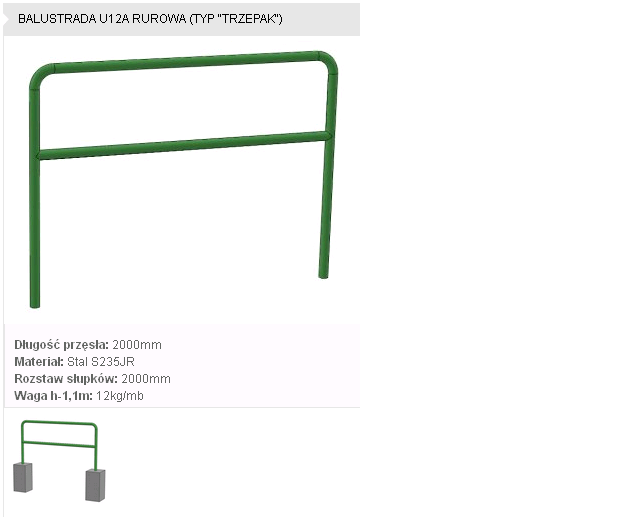 BALUSTRADA U12A RUROWA (TYP "TRZEPAK")
Długość przęsła: 2000mm
Materiał: Stal S235JR
Rozstaw słupków: 2000mm
Waga h-1,1m: 12kg/mb